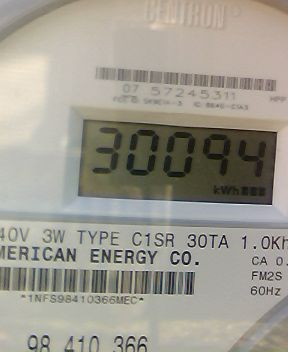 CENTRON®
07 57245311
30094
kWh
40V 3W TYPE C1SR 30TA 1.0Kh
MERICAN ENERGY CO.
CA 0.
FM2S
60Hz
*1NFS98410366MEC*
98 410 366